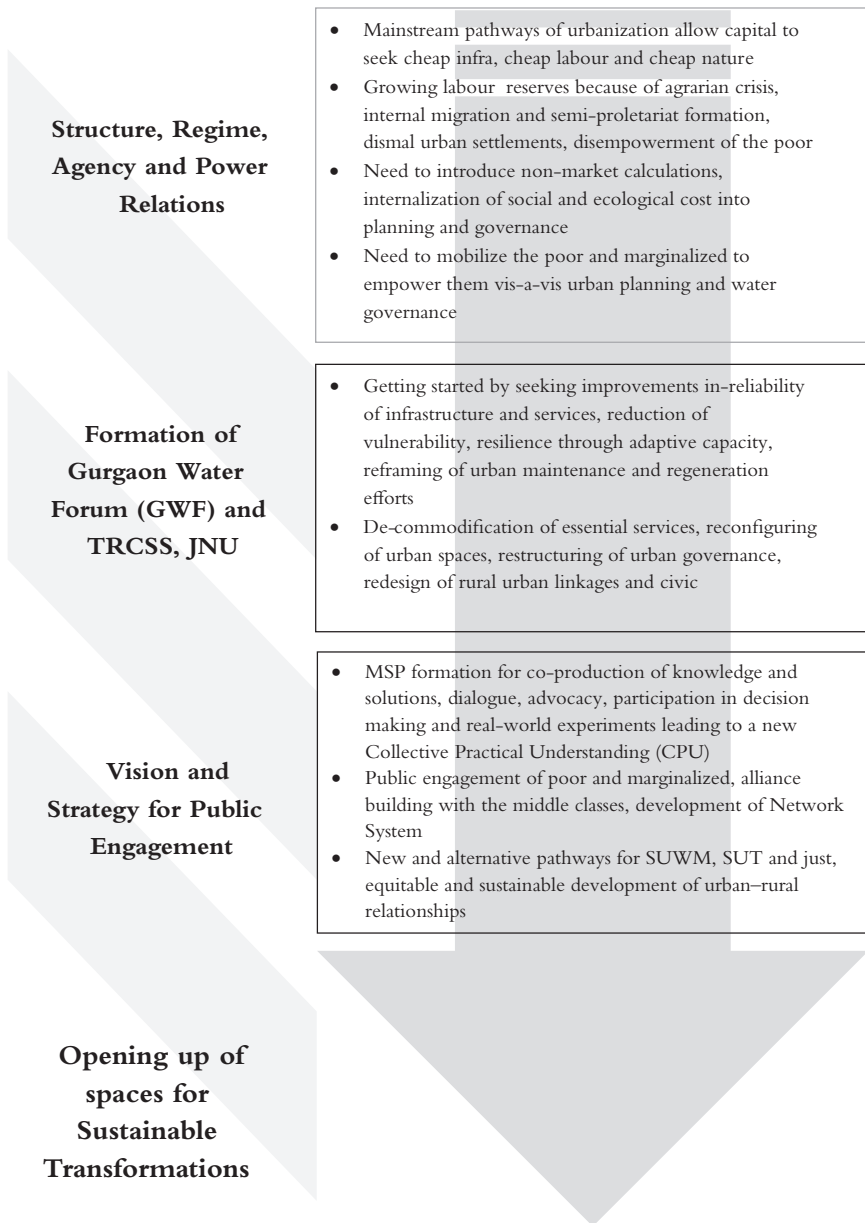 Structure, Regime,
Agency and Power
Relations
• Mainstream pathways of urbanization allow capital to
seek cheap infra, cheap labour and cheap nature
• Growing labour reserves because of agrarian crisis,
internal migration and semi-proletariat formation,
dismal urban settlements, disempowerment of the poor
• Need to introduce non-market calculations,
internalization of social and ecological cost into
planning and governance
• Need to mobilize the poor and marginalized to
empower them vis-a-vis urban planning and water
governance
Formation of
Gurgaon Water
Forum (GWF) and
TRCSS, JNU
• Getting started by seeking improvements in-reliability
of infrastructure and services, reduction of
vulnerability, resilience through adaptive capacity,
reframing of urban maintenance and regeneration
efforts
• De-commodification of essential services, reconfiguring
of urban spaces, restructuring of urban governance,
redesign of rural urban linkages and civic
Vision and
Strategy for Public
Engagement
• MSP formation for co-production of knowledge and
solutions, dialogue, advocacy, participation in decision
making and real-world experiments leading to a new
Collective Practical Understanding (CPU)
• Public engagement of poor and marginalized, alliance
building with the middle classes, development of Network
System
• New and alternative pathways for SUWM, SUT and just,
equitable and sustainable development of urban–rural
relationships
Opening up of
spaces for
Sustainable
Transformations